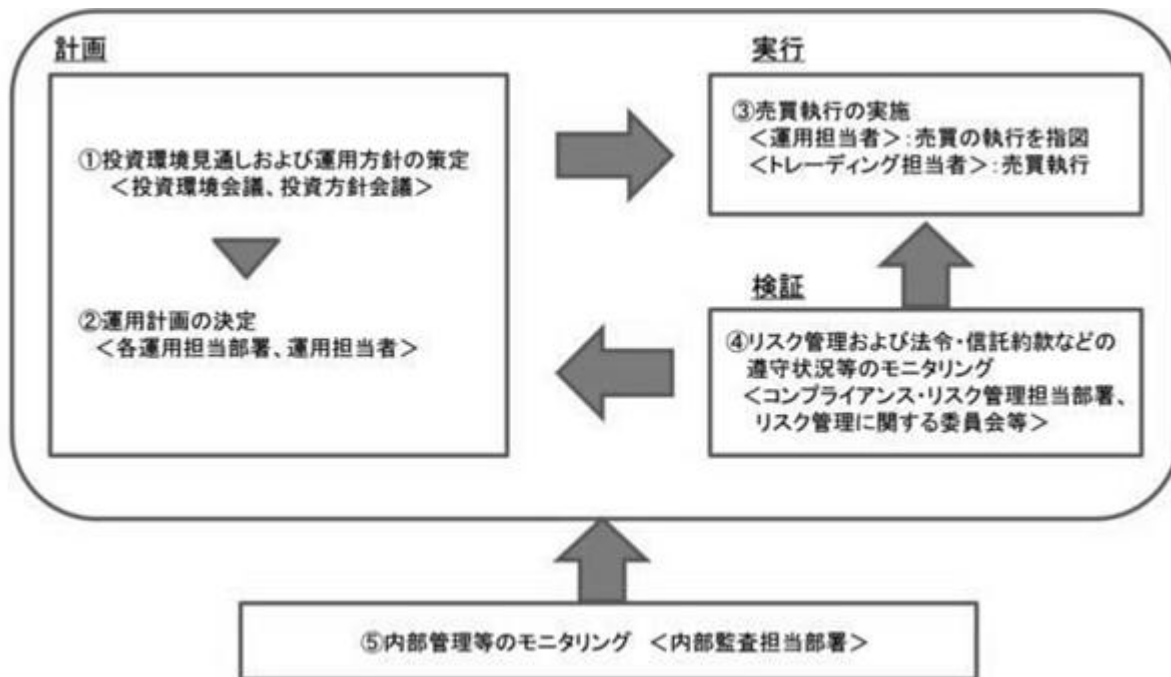 計画
①投資環境見通しおよび運用方針の策定
＜投資環境会議、投資方針会議＞
②運用計画の決定
＜各運用担当部署、運用担当者＞
実行
③売買執行の実施
＜運用担当者＞：売買の執行を指図
＜トレーディング担当者＞：売買執行
検証
④リスク管理および法令・信託約款などの
遵守状況等のモニタリング
＜コンプライアンス・リスク管理担当部署、
リスク管理に関する委員会等＞
⑤内部管理等のモニタリング ＜内部監査担当部署＞